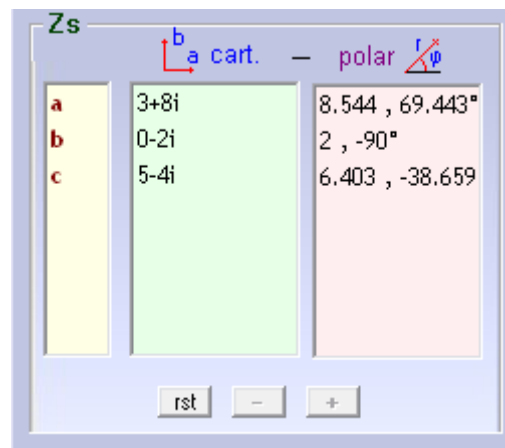 Zs
b a cart. – polar r φ
a 3+8i 8.544 , 69.443°
b 0-2i 2 , -90°
c 5-4i 6.403 , -38.659
rst - +